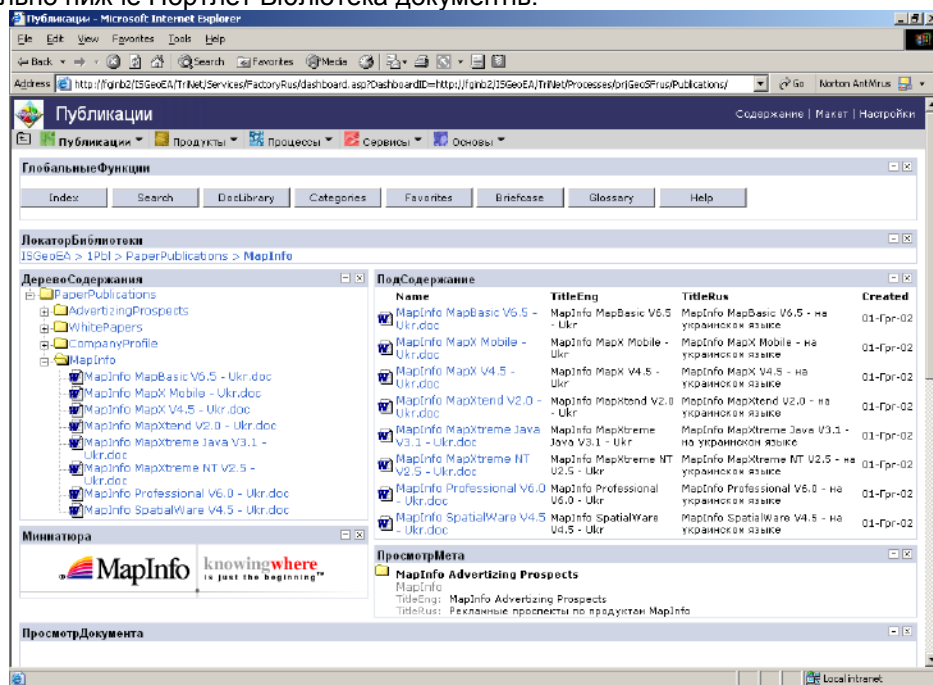 льно нижче Портлет Бібліотека документів.
Публикации - Microsoft Internet Explorer
File Edit View Favorites Tools Help
Back Search Favorites Media
Address http://fginb2/ISGeoEA/TriNet/Services/FactoryRus/dashboard.asp?DashboardID=http://fginb2/ISGeoEA/TriNet/Processes/prjGeoSFrus/Publications/ Go Norton AntiVirus
Публикации Содержание | Макет | Настройки
Публикации Продукты Процессы Сервисы Основы
ГлобальныеФункции
Index Search DocLibrary Categories Favorites Briefcase Glossary Help
ЛокаторБиблиотеки
ISGeoEA > 1Pbl > PaperPublications > MapInfo
ДеревоСодержания
PaperPublications
AdvertizingProspects
WhitePapers
CompanyProfile
MapInfo
MapInfo MapBasic V6.5 - Ukr.doc
MapInfo MapX Mobile - Ukr.doc
MapInfo MapX V4.5 - Ukr.doc
MapInfo MapXtend V2.0 - Ukr.doc
MapInfo MapXtreme Java V3.1 -
Ukr.doc
MapInfo MapXtreme NT V2.5 -
Ukr.doc
MapInfo Professional V6.0 - Ukr.doc
MapInfo SpatialWare V4.5 - Ukr.doc
Миниатюра
MapInfo knowingwhere
is just the beginning™
ПодСодержание
Name TitleEng TitleRus Created
MapInfo MapBasic V6.5 - MapInfo MapBasic V6.5 MapInfo MapBasic V6.5 - на 01-Гру-02
Ukr.doc - Ukr украинском языке
MapInfo MapX Mobile - MapInfo MapX Mobile - MapInfo MapX Mobile - на 01-Гру-02
Ukr.doc Ukr украинском языке
MapInfo MapX V4.5 - MapInfo MapX V4.5 - MapInfo MapX V4.5 - на 01-Гру-02
Ukr.doc Ukr украинском языке
MapInfo MapXtend V2.0 - MapInfo MapXtend V2.0 MapInfo MapXtend V2.0 - на 01-Гру-02
Ukr.doc - Ukr украинском языке
MapInfo MapXtreme Java MapInfo MapXtreme MapInfo MapXtreme Java V3.1 - 01-Гру-02
V3.1 - Ukr.doc Java V3.1 - Ukr на украинском языке
MapInfo MapXtreme NT MapInfo MapXtreme NT MapInfo MapXtreme NT V2.5 - на 01-Гру-02
V2.5 - Ukr.doc V2.5 - Ukr украинском языке
MapInfo Professional V6.0 MapInfo Professional MapInfo Professional V6.0 - на 01-Гру-02
- Ukr.doc V6.0 - Ukr украинском языке
MapInfo SpatialWare V4.5 MapInfo SpatialWare MapInfo SpatialWare V4.5 - на 01-Гру-02
- Ukr.doc V4.5 - Ukr украинском языке
ПросмотрМета
MapInfo Advertizing Prospects
MapInfo
TitleEng: MapInfo Advertizing Prospects
TitleRus: Рекламные проспекты по продуктам MapInfo
ПросмотрДокумента
Local intranet